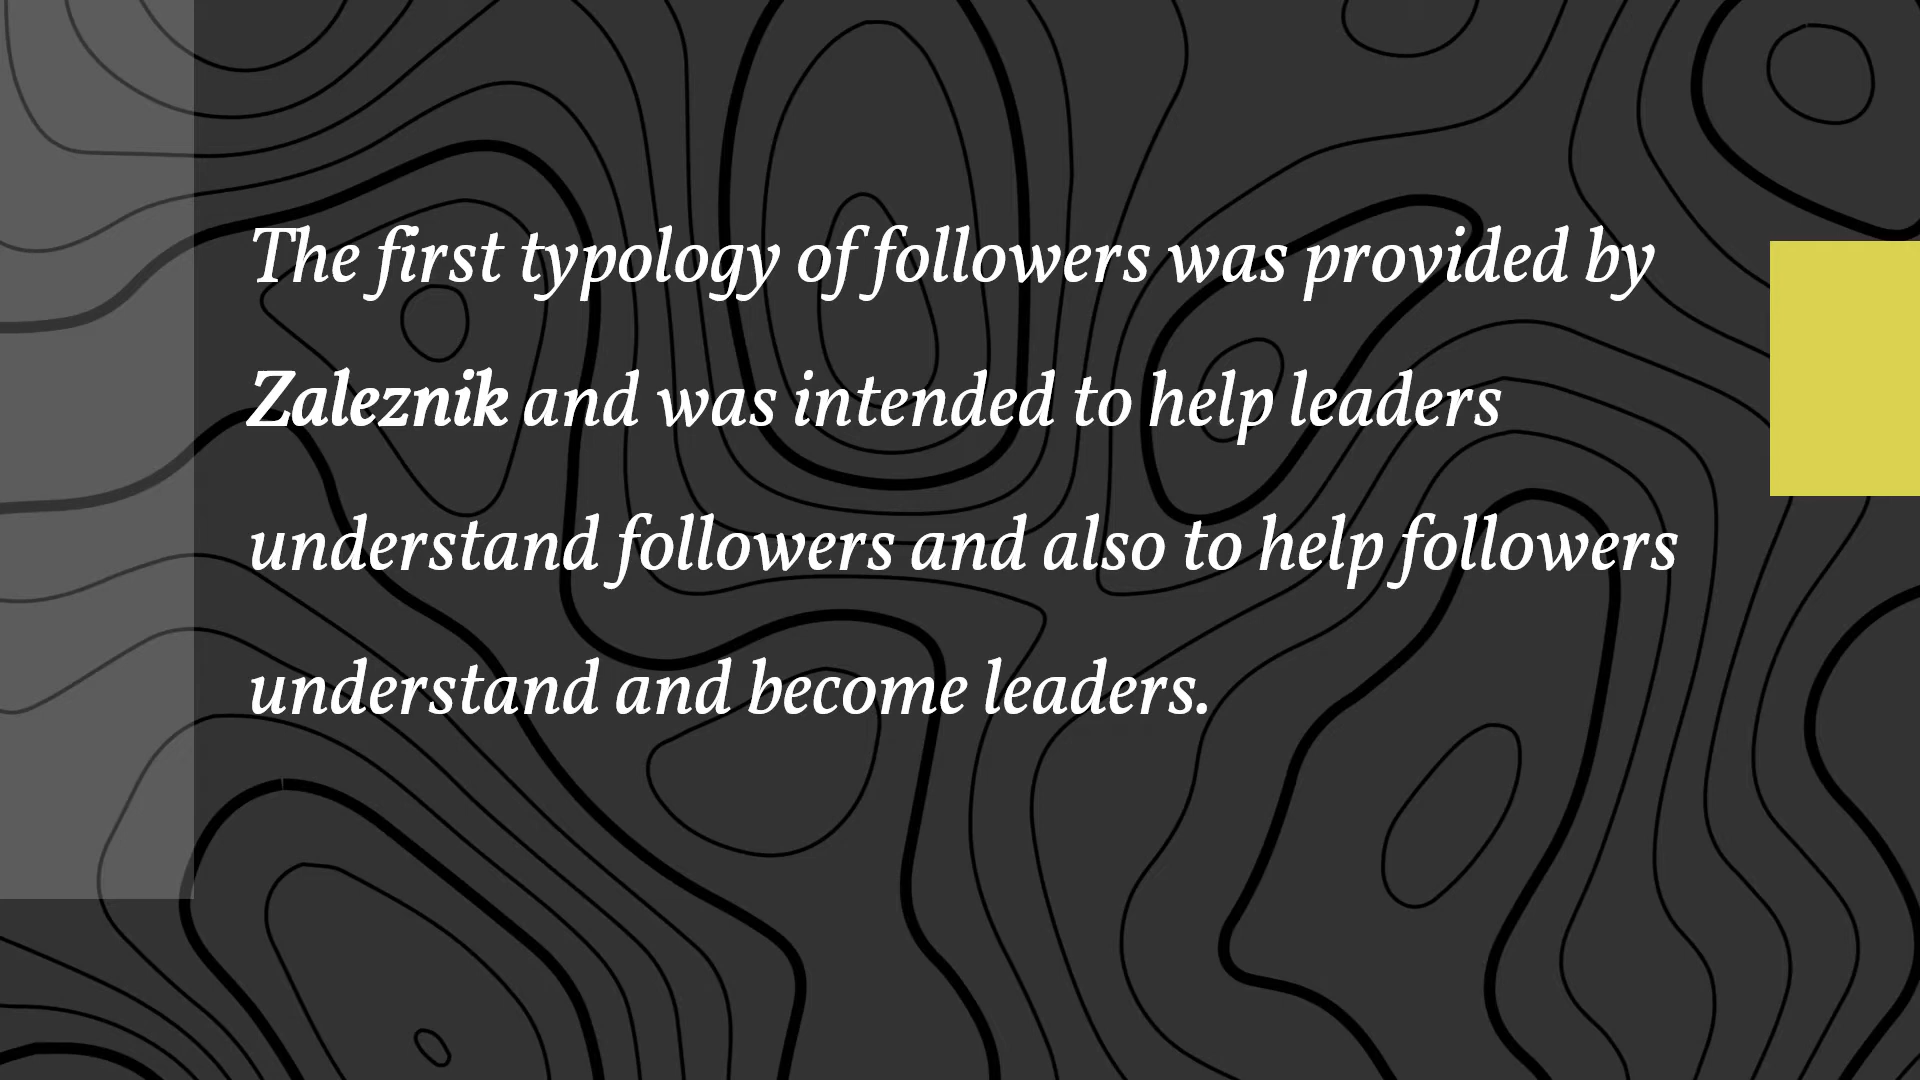 The first typology of followers was provided by
Zaleznik and was intended to help leaders
understand followers and also to help followers
understand and become leaders.